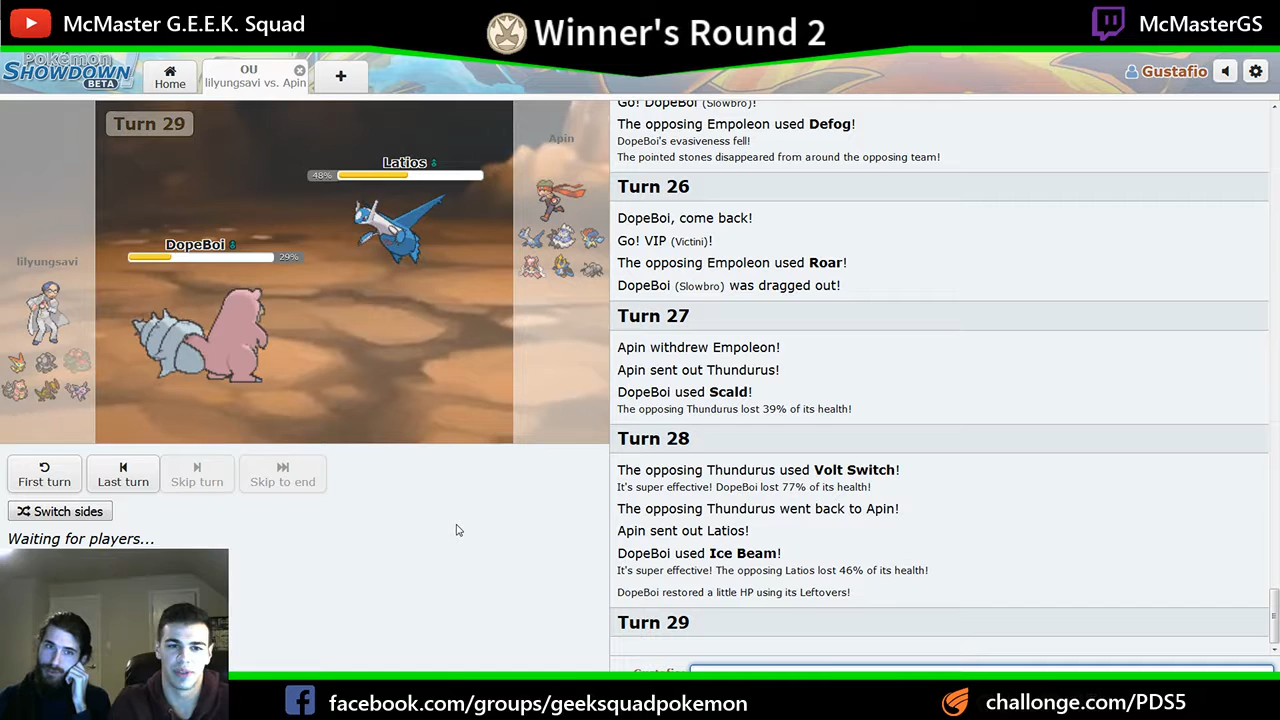 McMaster G.E.E.K. Squad
Winner's Round 2
McMasterGS
Pokémon
SHOWDOWN
BETA
Home
OU
lilyungsavi vs. Apin
+
Gustafio
Turn 29
Apin
Latios
48%
DopeBoi
29%
lilyungsavi
Go! DopeBoi (Slowbro)!
The opposing Empoleon used Defog!
DopeBoi's evasiveness fell!
The pointed stones disappeared from around the opposing team!
Turn 26
DopeBoi, come back!
Go! VIP (Victini)!
The opposing Empoleon used Roar!
DopeBoi (Slowbro) was dragged out!
Turn 27
Apin withdrew Empoleon!
Apin sent out Thundurus!
DopeBoi used Scald!
The opposing Thundurus lost 39% of its health!
Turn 28
The opposing Thundurus used Volt Switch!
It's super effective! DopeBoi lost 77% of its health!
The opposing Thundurus went back to Apin!
Apin sent out Latios!
DopeBoi used Ice Beam!
It's super effective! The opposing Latios lost 46% of its health!
DopeBoi restored a little HP using its Leftovers!
Turn 29
First turn
Last turn
Skip turn
Skip to end
Switch sides
Waiting for players...
facebook.com/groups/geeksquadpokemon
challonge.com/PDS5